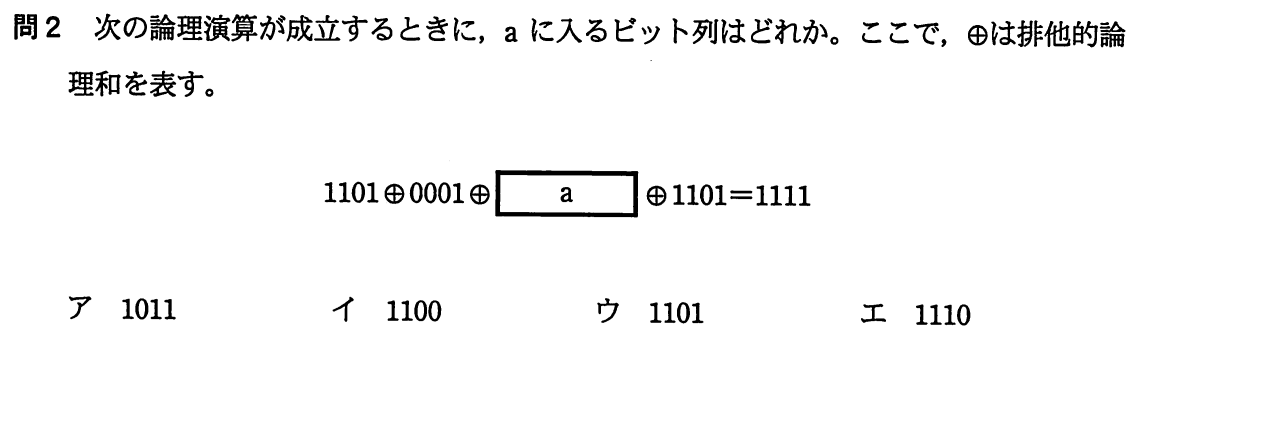 問2 次の論理演算が成立するときに，a に入るビット列はどれか。ここで，⊕は排他的論
理和を表す。
1101⊕0001⊕ a ⊕1101＝1111
ア 1011 イ 1100 ウ 1101 エ 1110